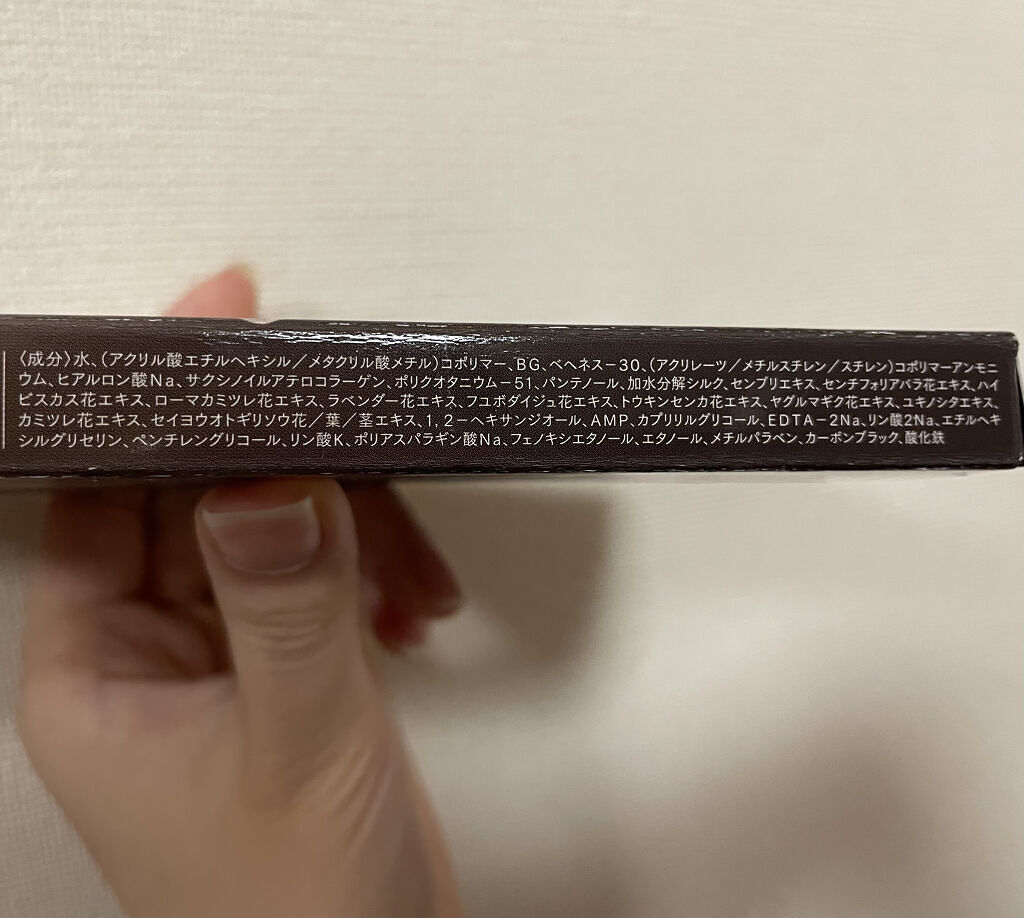 〈成分〉水、(アクリル酸エチルヘキシル／メタクリル酸メチル)コポリマー、BG、ベヘネス－30、(アクリレーツ／メチルスチレン／スチレン)コポリマーアンモニ
ウム、ヒアルロン酸Na、サクシノイルアテロコラーゲン、ポリクオタニウム－51、パンテノール、加水分解シルク、センブリエキス、センチフォリアバラ花エキス、ハイ
ビスカス花エキス、ローマカミツレ花エキス、ラベンダー花エキス、フユボダイジュ花エキス、トウキンセンカ花エキス、ヤグルマギク花エキス、ユキノシタエキス、
カミツレ花エキス、セイヨウオトギリソウ花／葉／茎エキス、1，2－ヘキサンジオール、AMP、カプリリルグリコール、EDTA－2Na、リン酸2Na、エチルヘキ
シルグリセリン、ペンチレングリコール、リン酸K、ポリアスパラギン酸Na、フェノキシエタノール、エタノール、メチルパラベン、カーボンブラック、酸化鉄